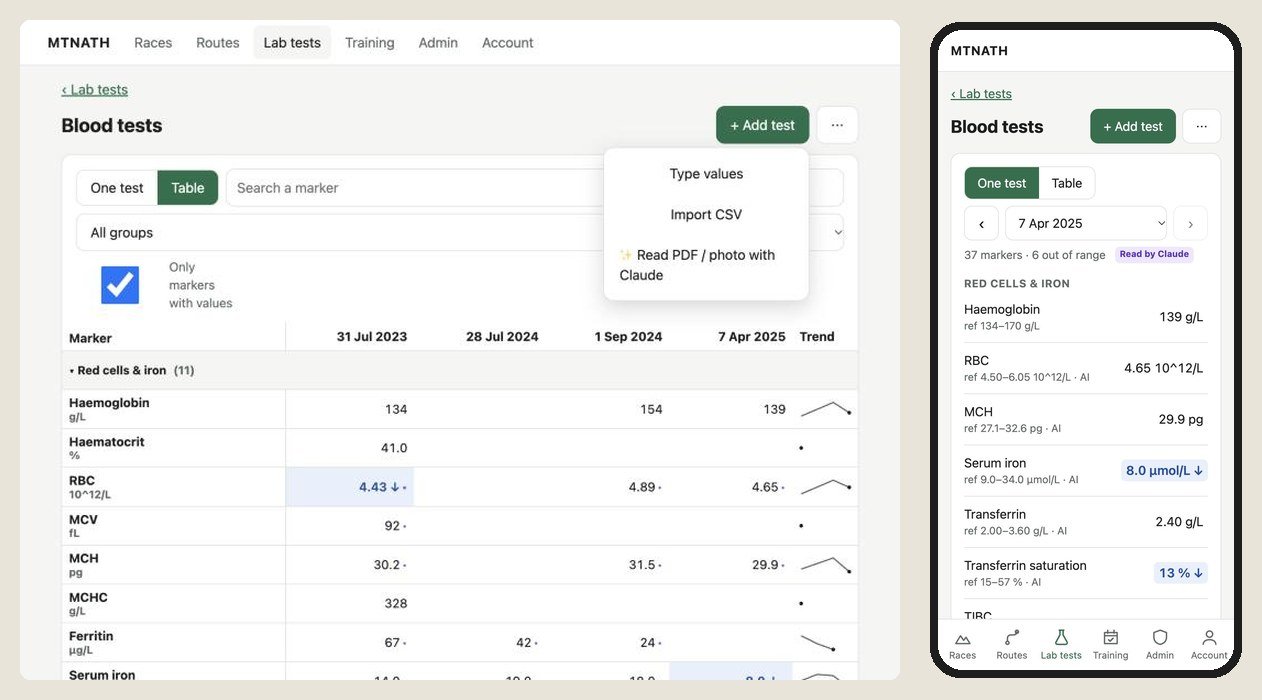 MTNATH Races Routes Lab tests Training Admin Account
‹ Lab tests
Blood tests + Add test ...
One test Table Search a marker
All groups
Type values
Import CSV
✨ Read PDF / photo with
Claude
Only
markers
with values
Marker 31 Jul 2023 28 Jul 2024 1 Sep 2024 7 Apr 2025 Trend
▾ Red cells & iron (11)
Haemoglobin 134 154 139
g/L
Haematocrit 41.0
%
RBC 4.43 ↓ • 4.89 • 4.65 •
10^12/L
MCV 92 •
fL
MCH 30.2 • 31.5 • 29.9 •
pg
MCHC 328
g/L
Ferritin 67 • 42 • 24 •
µg/L
Serum iron
MTNATH
‹ Lab tests
Blood tests + Add test ...
One test Table
‹ 7 Apr 2025 ›
37 markers · 6 out of range Read by Claude
RED CELLS & IRON
Haemoglobin 139 g/L
ref 134–170 g/L
RBC 4.65 10^12/L
ref 4.50–6.05 10^12/L · AI
MCH 29.9 pg
ref 27.1–32.6 pg · AI
Serum iron 8.0 µmol/L ↓
ref 9.0–34.0 µmol/L · AI
Transferrin 2.40 g/L
ref 2.00–3.60 g/L · AI
Transferrin saturation 13 % ↓
ref 15–57 % · AI
TIBC
Races Routes Lab tests Training Admin Account